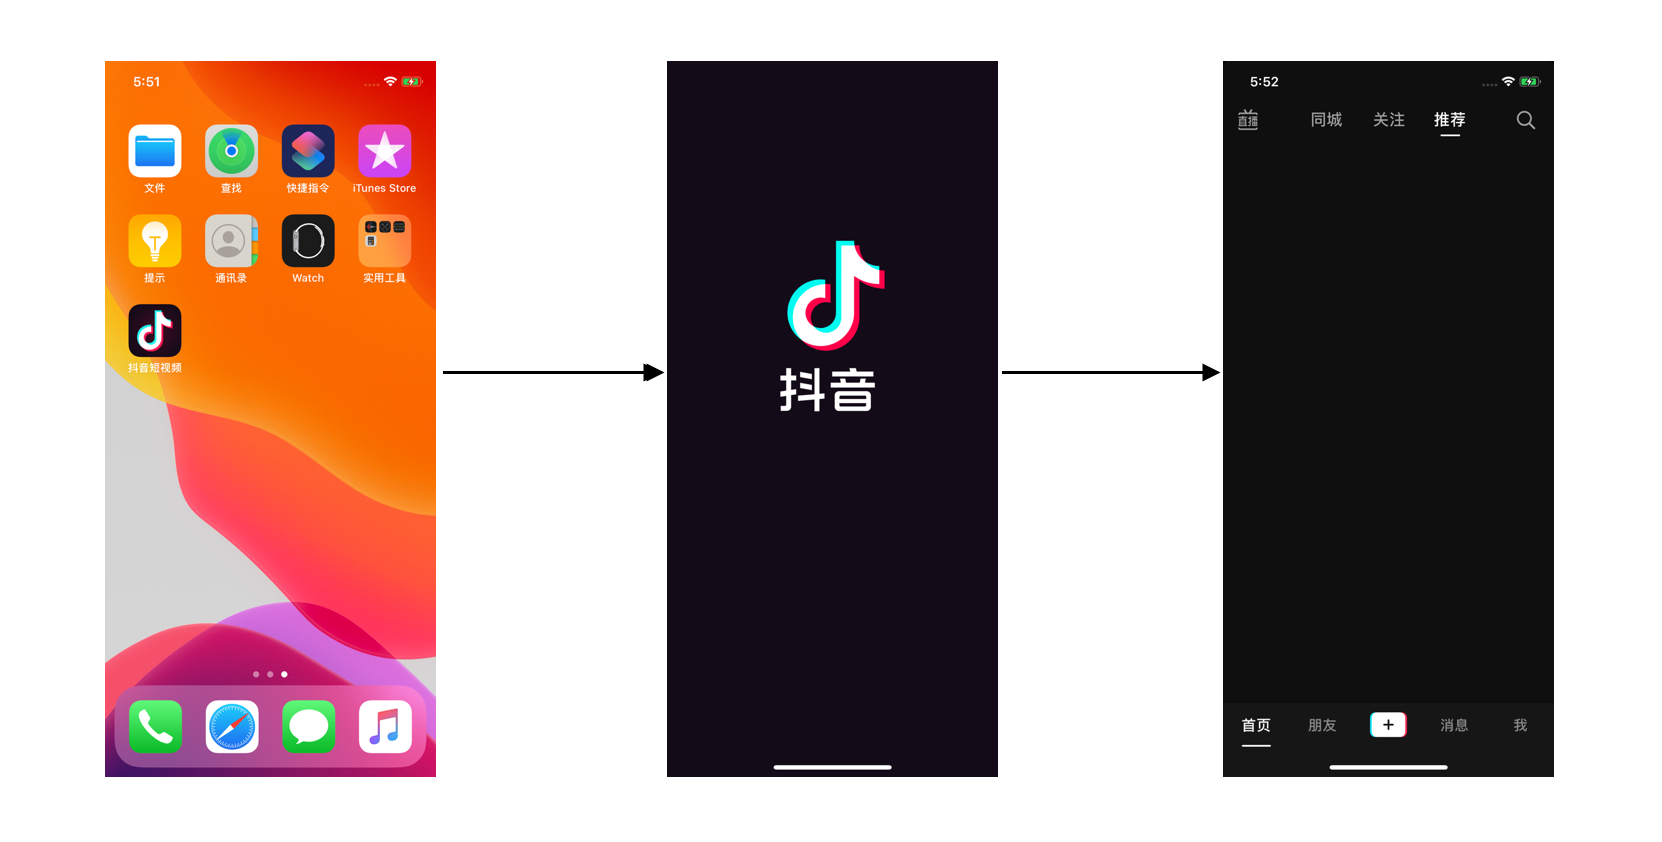 5:51
文件
查找
快捷指令
iTunes Store
提示
通讯录
Watch
实用工具
抖音短视频
抖音
5:52
直播
同城
关注
推荐
首页
朋友
消息
我